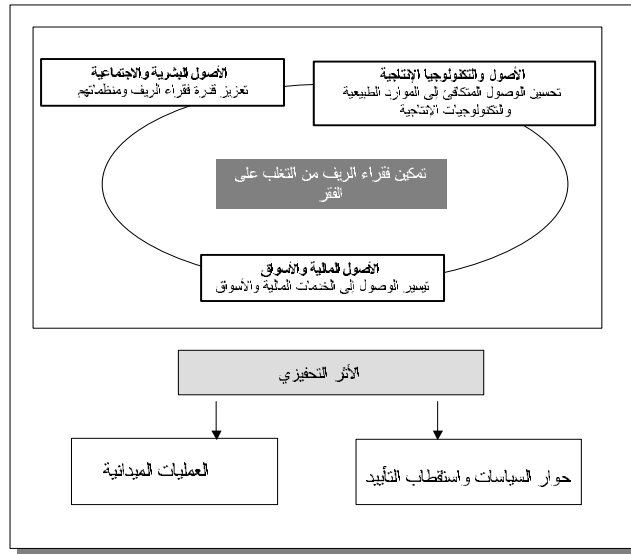 الأصول والتكنولوجيا الإنتاجية
تحسين الوصول المتكافئ إلى الموارد الطبيعية
والتكنولوجيات الإنتاجية
الأصول البشرية والاجتماعية
تعزيز قدرة فقراء الريف ومنظماتهم
تمكين فقراء الريف من التغلب على
الفقر
الأصول المالية والأسواق
تيسير الوصول إلى الخدمات المالية والأسواق
الأثر التحفيزي
حوار السياسات واستقطاب التأييد
العمليات الميدانية